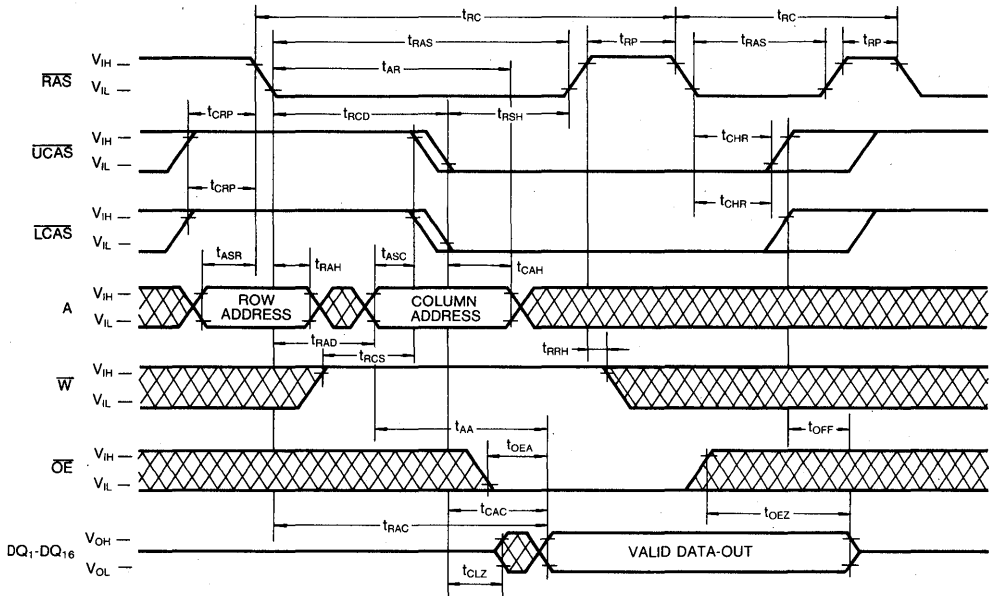 tRC tRC
tRAS tRP tRAS tRP
tAR
RAS VIH
VIL
tCRP tRCD tRSH
UCAS VIH
VIL
tCHR
tCRP tCHR
LCAS VIH
VIL
tASR tRAH tASC tCAH
A VIH
VIL
ROW ADDRESS
COLUMN ADDRESS
tRAD
tRCS tRRH
W VIH
VIL
tAA tOFF
tOEA
OE VIH
VIL
tCAC tOEZ
tRAC
DQ1-DQ16 VOH
VOL
VALID DATA-OUT
tCLZ